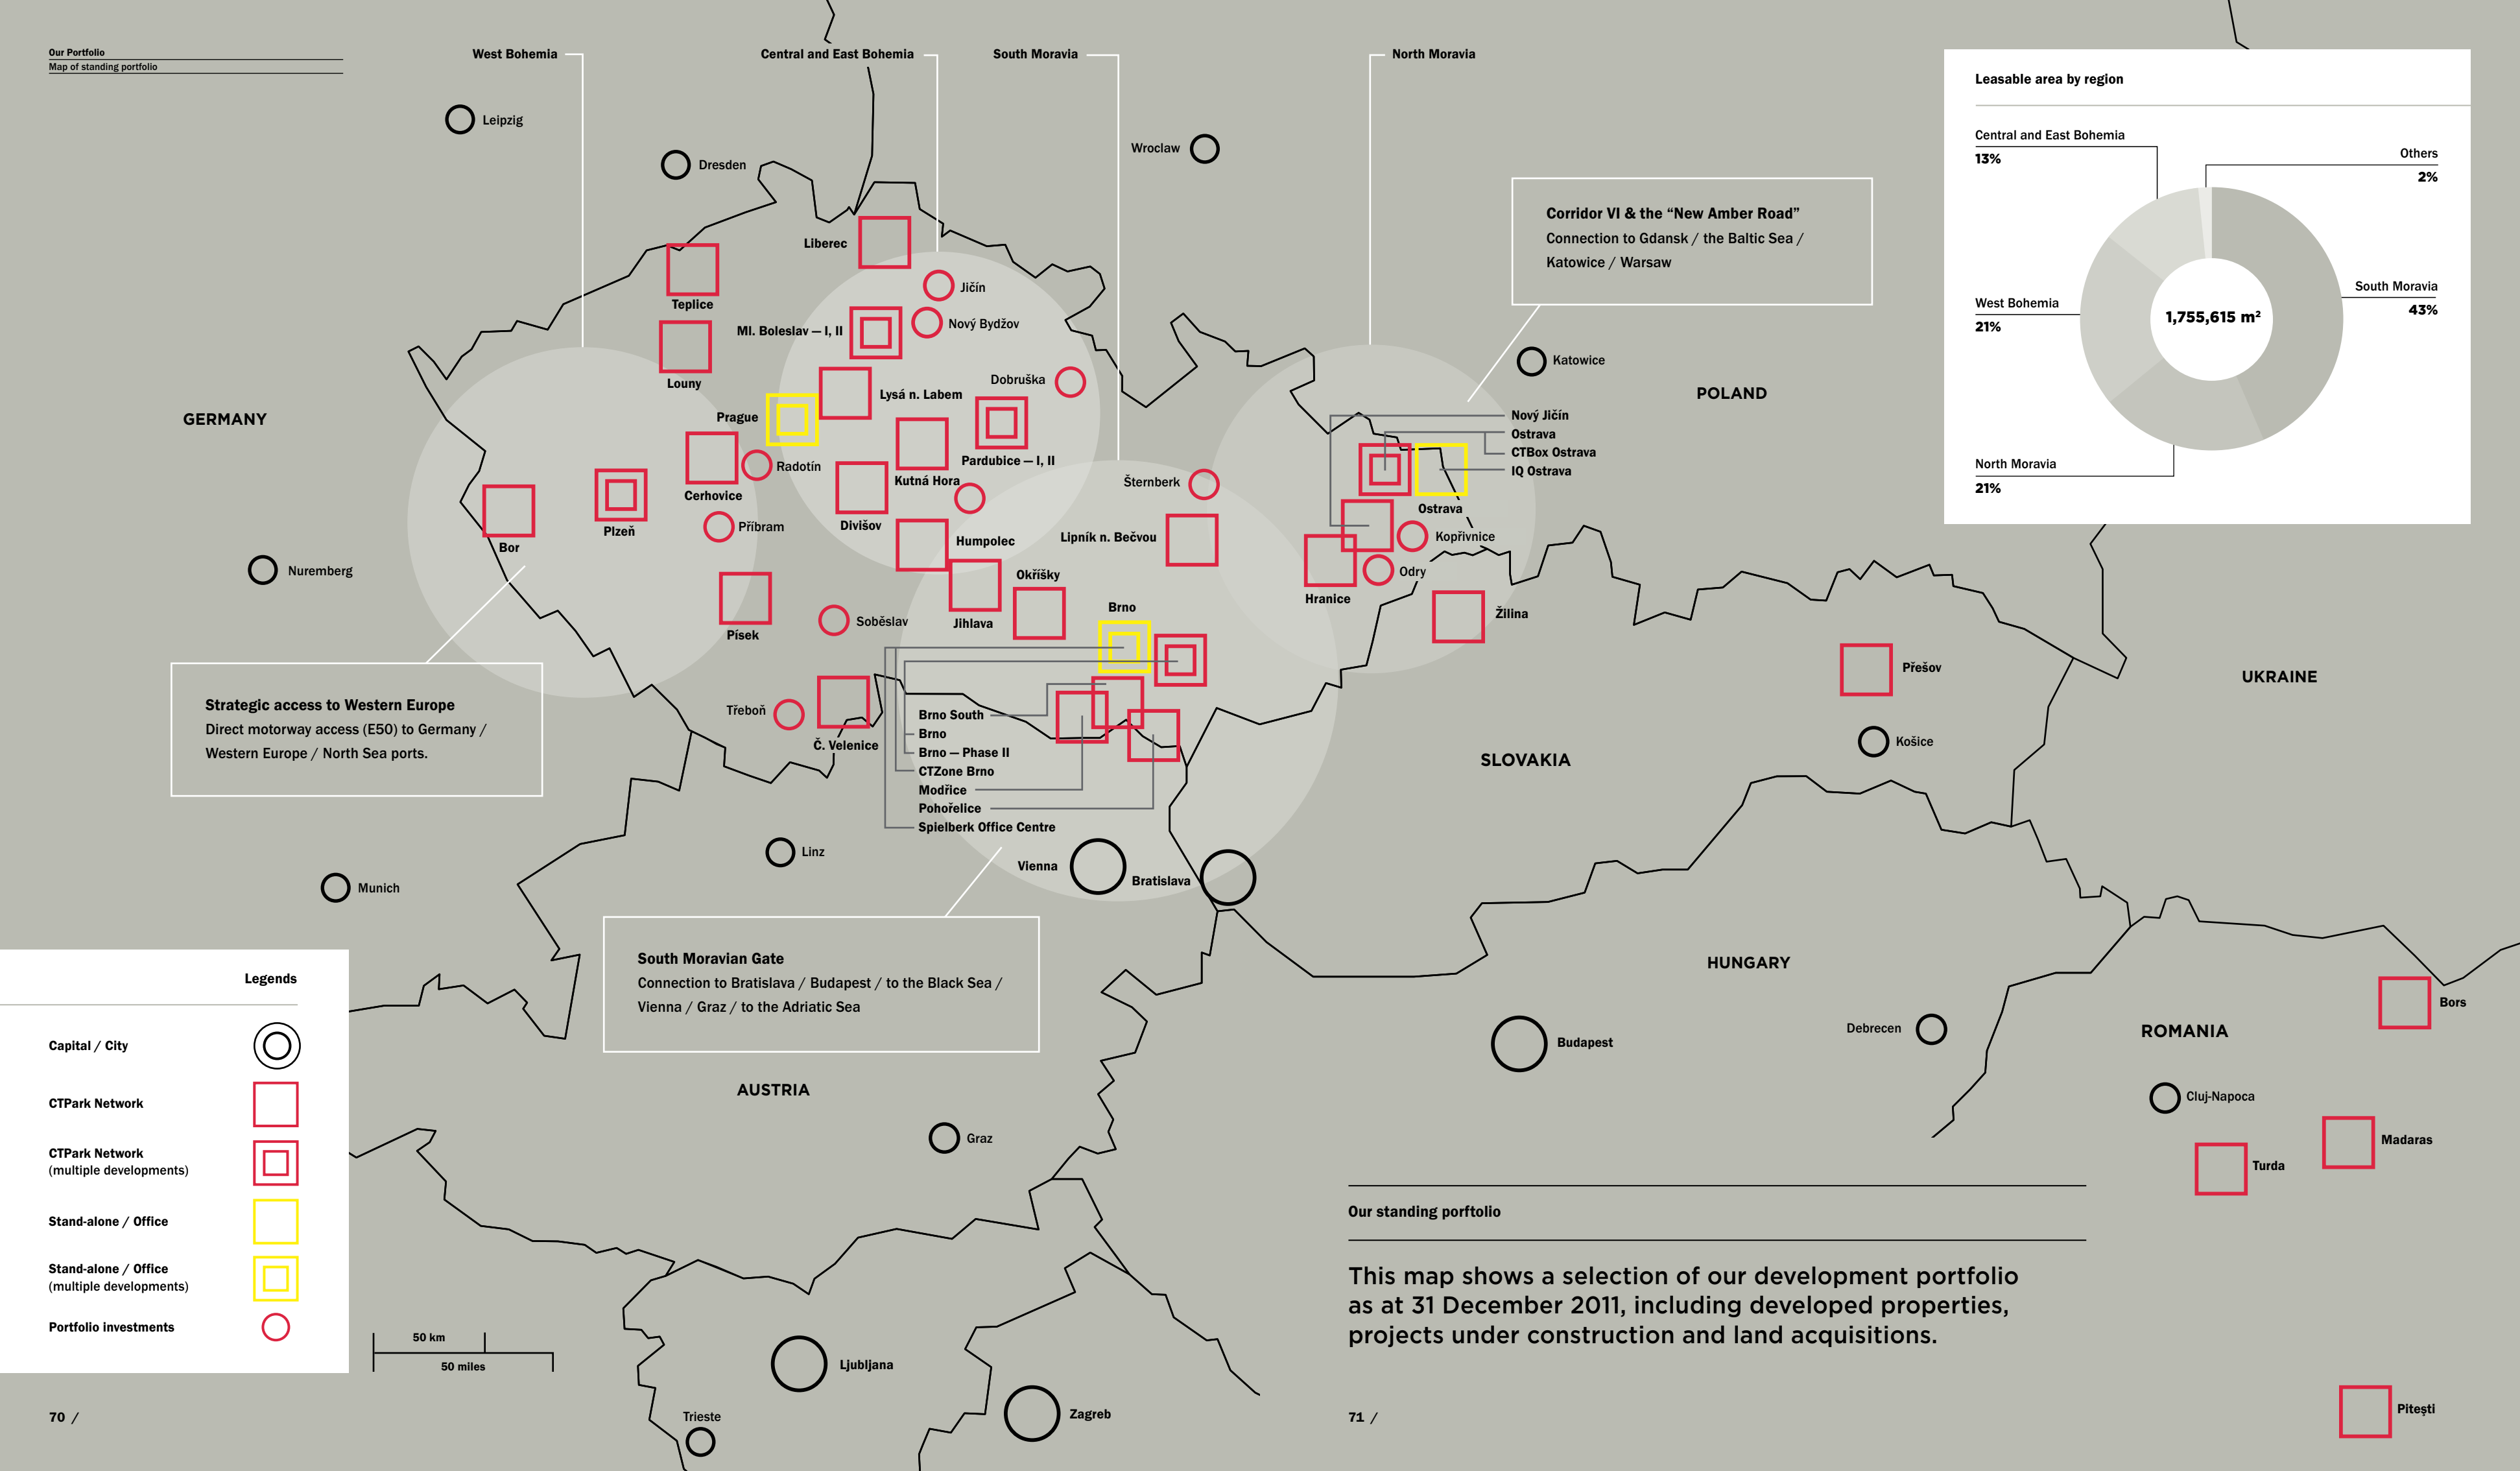 Our Portfolio
Map of standing portfolio
West Bohemia
Central and East Bohemia
South Moravia
North Moravia
Leipzig
Dresden
Wroclaw
Liberec
Teplice
Jičín
Ml. Boleslav — I, II
Nový Bydžov
Louny
Dobruška
Lysá n. Labem
Prague
GERMANY
Radotín
Pardubice — I, II
Kutná Hora
Cerhovice
Šternberk
Plzeň
Příbram
Divišov
Bor
Humpolec
Lipník n. Bečvou
Nuremberg
Okříšky
Písek
Soběslav
Jihlava
Brno
Třeboň
Č. Velenice
Strategic access to Western Europe
Direct motorway access (E50) to Germany /
Western Europe / North Sea ports.
Brno South
Brno
Brno — Phase II
CTZone Brno
Modřice
Pohořelice
Spielberk Office Centre
Corridor VI & the “New Amber Road”
Connection to Gdansk / the Baltic Sea /
Katowice / Warsaw
Katowice
POLAND
Nový Jičín
Ostrava
CTBox Ostrava
IQ Ostrava
Ostrava
Kopřivnice
Odry
Hranice
Žilina
Přešov
UKRAINE
Košice
SLOVAKIA
Linz
Vienna
Bratislava
Munich
South Moravian Gate
Connection to Bratislava / Budapest / to the Black Sea /
Vienna / Graz / to the Adriatic Sea
HUNGARY
Budapest
Debrecen
ROMANIA
Bors
Cluj-Napoca
Madaras
Turda
AUSTRIA
Graz
Ljubljana
Zagreb
Trieste
Piteşti
Leasable area by region
Central and East Bohemia
13%
Others
2%
South Moravia
43%
West Bohemia
21%
1,755,615 m²
North Moravia
21%
Legends
Capital / City
CTPark Network
CTPark Network
(multiple developments)
Stand-alone / Office
Stand-alone / Office
(multiple developments)
Portfolio investments
50 km
50 miles
Our standing porftolio
This map shows a selection of our development portfolio
as at 31 December 2011, including developed properties,
projects under construction and land acquisitions.
70 /
71 /